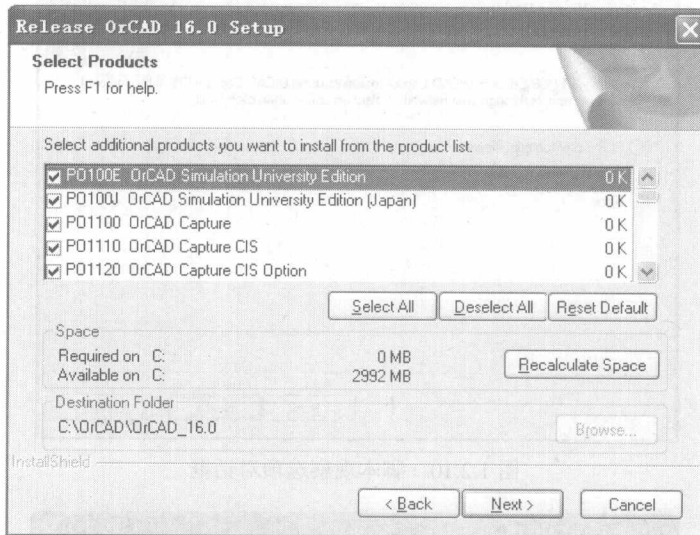 Release OrCAD 16.0 Setup
Select Products
Press F1 for help.
Select additional products you want to install from the product list.
PO100E OrCAD Simulation University Edition 0 K
PO100J OrCAD Simulation University Edition (Japan) 0 K
PO1100 OrCAD Capture 0 K
PO1110 OrCAD Capture CIS 0 K
PO1120 OrCAD Capture CIS Option 0 K
Select All Deselect All Reset Default
Space
Required on C: 0 MB
Available on C: 2992 MB
Recalculate Space
Destination Folder
C:\OrCAD\OrCAD_16.0
Browse...
InstallShield
< Back Next > Cancel